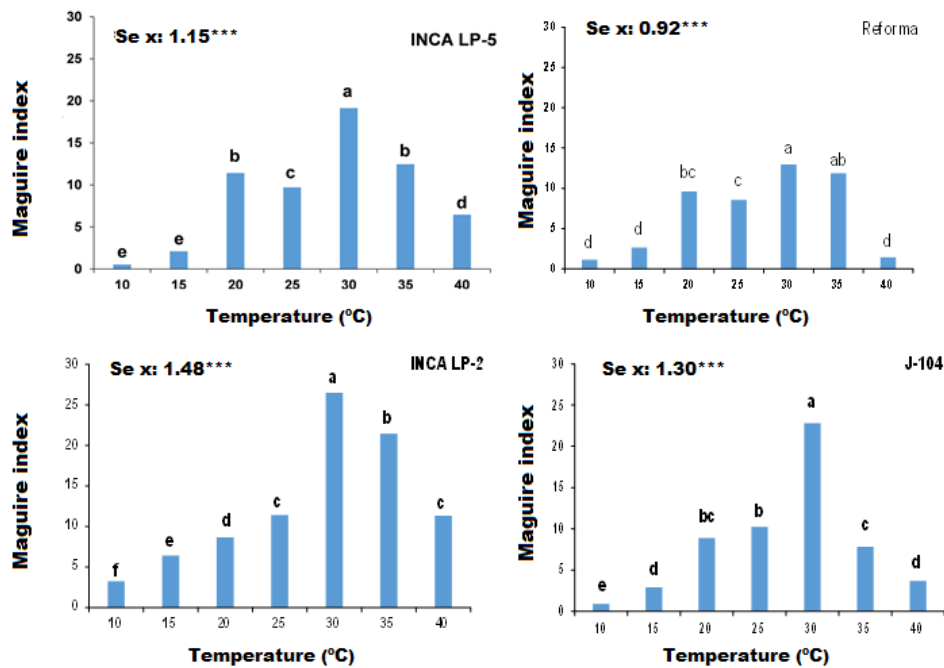 Se x: 1.15***
INCA LP-5
Maguire index
30
25
20
15
10
5
0
e
e
b
c
a
b
d
10 15 20 25 30 35 40
Temperature (ºC)
Se x: 0.92***
Reforma
Maguire index
30
25
20
15
10
5
0
d
d
bc
c
a
ab
d
10 15 20 25 30 35 40
Temperature (ºC)
Se x: 1.48***
INCA LP-2
Maguire index
30
25
20
15
10
5
0
f
e
d
c
a
b
c
10 15 20 25 30 35 40
Temperature (ºC)
Se x: 1.30***
J-104
Maguire index
30
25
20
15
10
5
0
e
d
bc
b
a
c
d
10 15 20 25 30 35 40
Temperature (ºC)